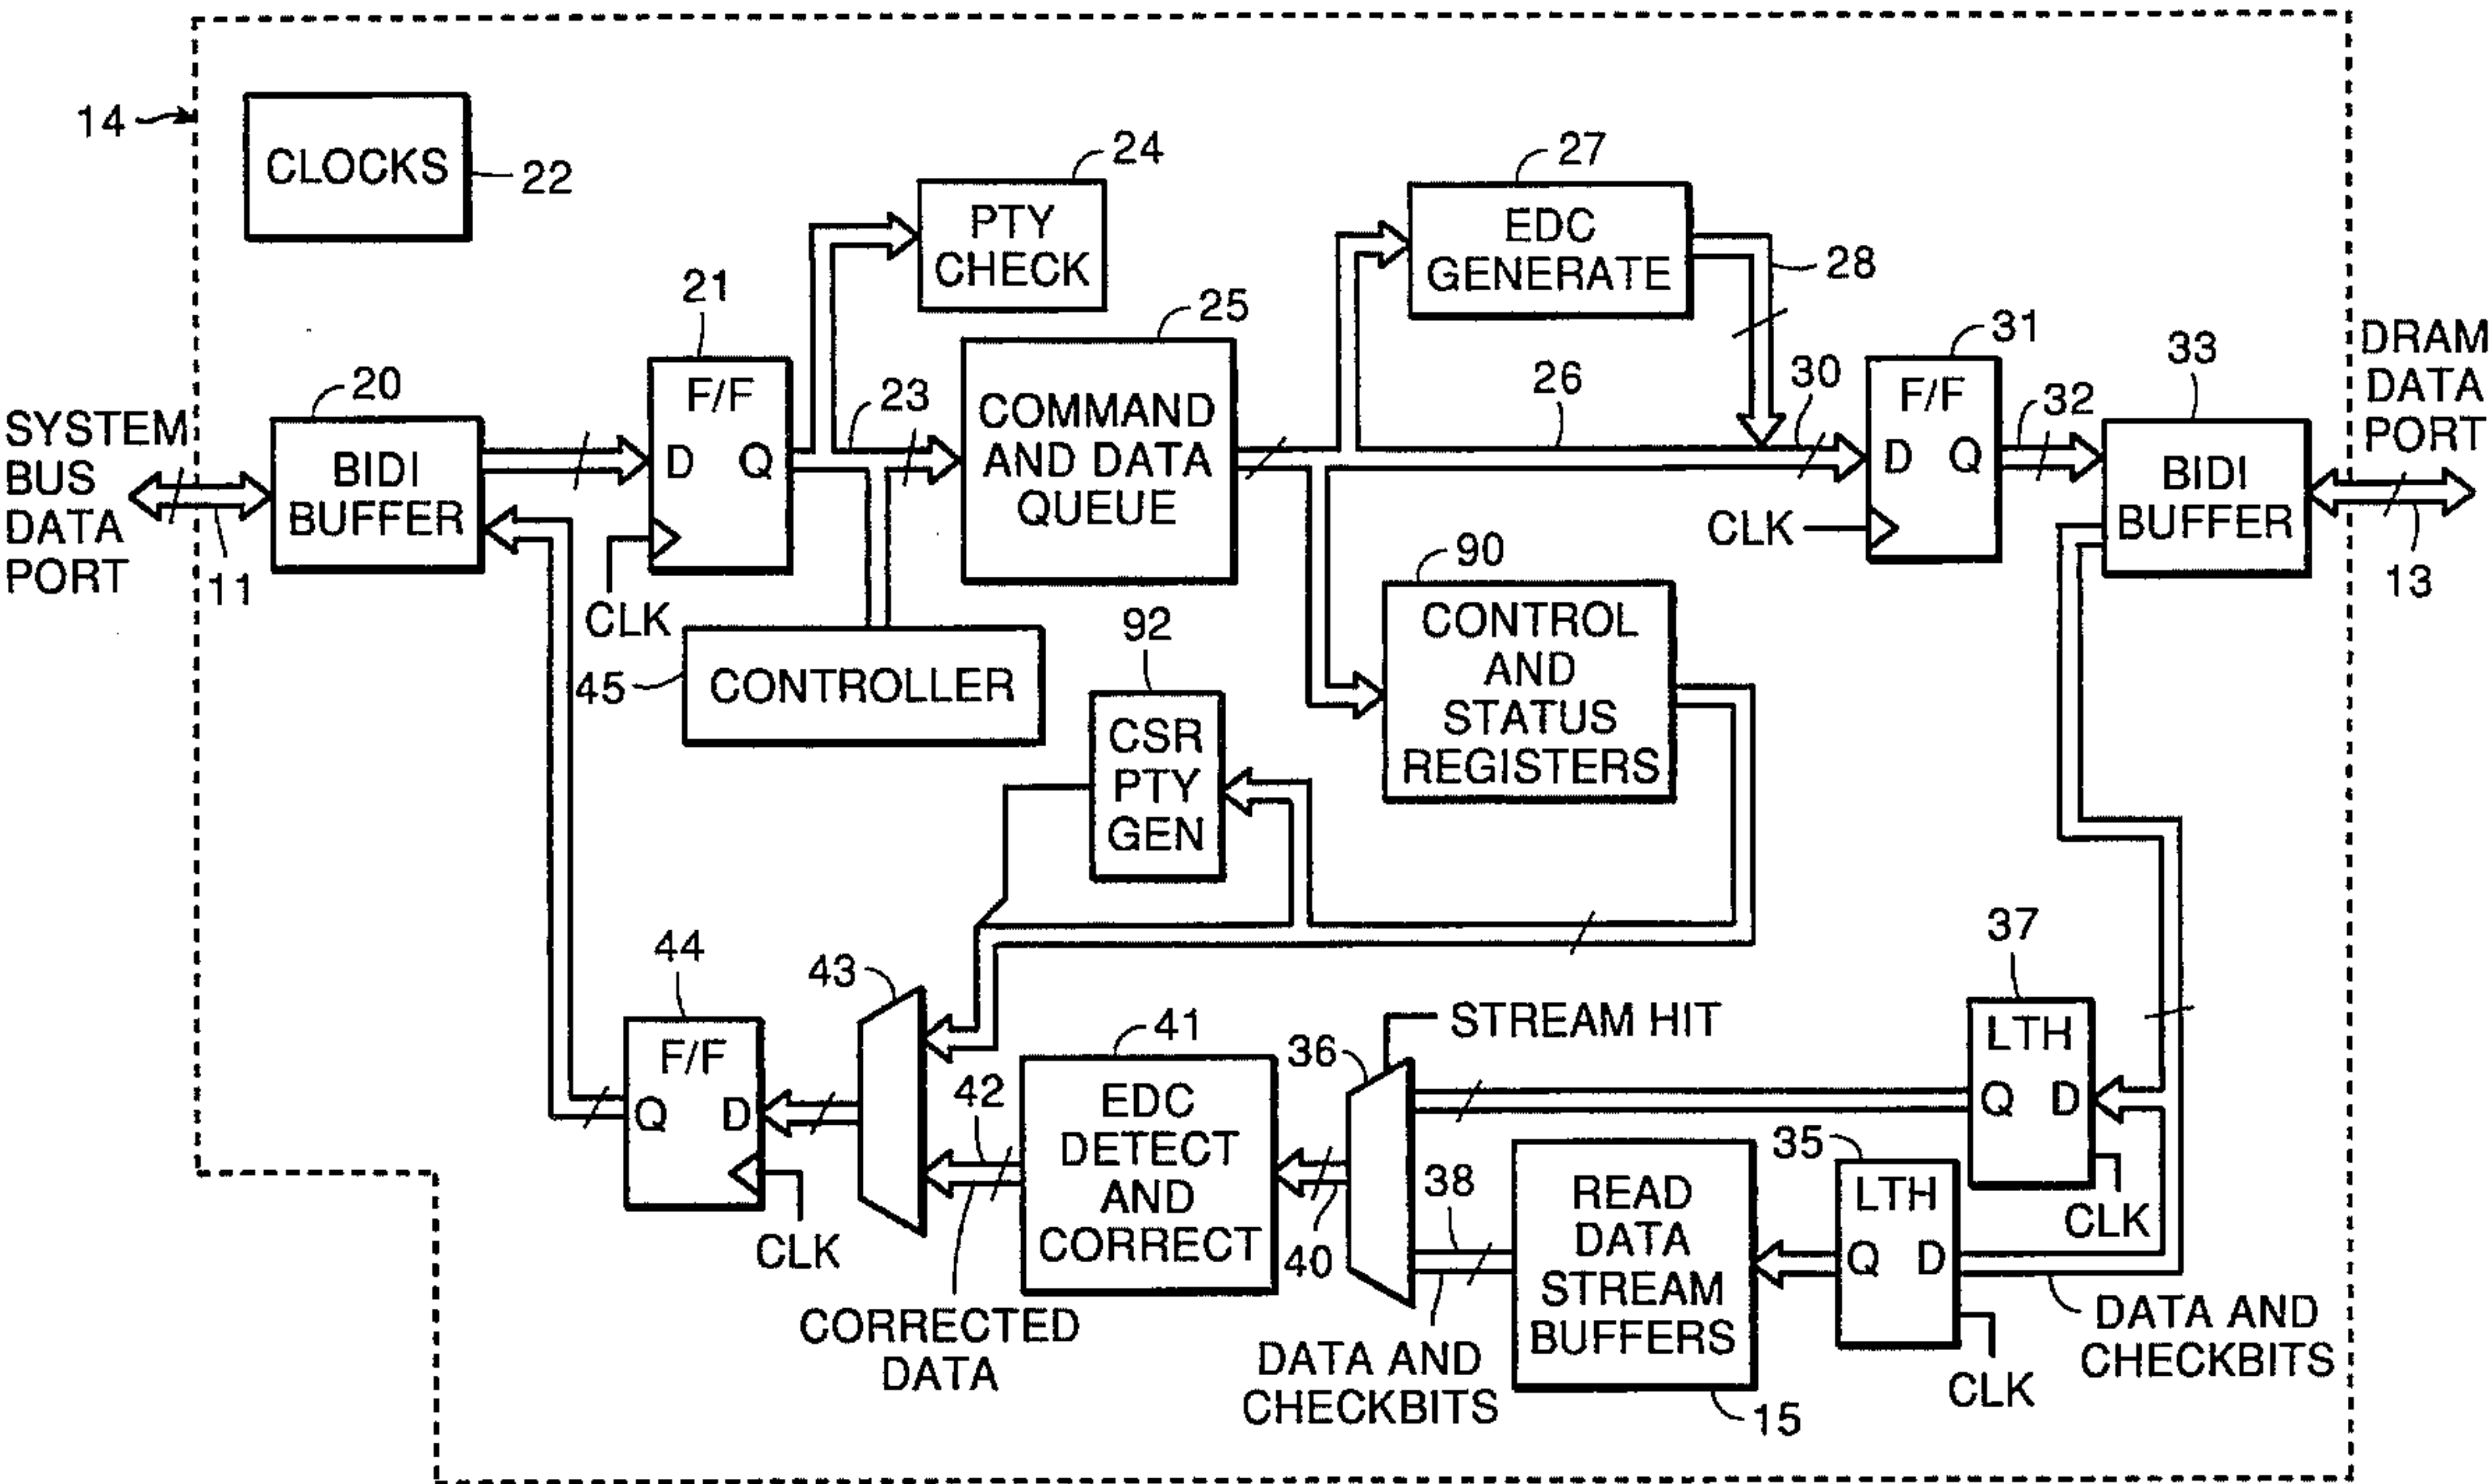 14
CLOCKS
22
24
PTY
CHECK
27
EDC
GENERATE
28
21
F/F
D
Q
CLK
25
COMMAND
AND DATA
QUEUE
23
26
30
31
F/F
D
Q
CLK
32
33
BIDI
BUFFER
DRAM
DATA
PORT
13
20
BIDI
BUFFER
SYSTEM
BUS
DATA
PORT
11
45
CONTROLLER
92
CSR
PTY
GEN
90
CONTROL
AND
STATUS
REGISTERS
44
F/F
Q
D
CLK
43
42
CORRECTED
DATA
41
EDC
DETECT
AND
CORRECT
36
STREAM HIT
40
38
DATA AND
CHECKBITS
READ
DATA
STREAM
BUFFERS
15
35
LTH
Q
D
CLK
37
LTH
Q
D
CLK
DATA AND
CHECKBITS